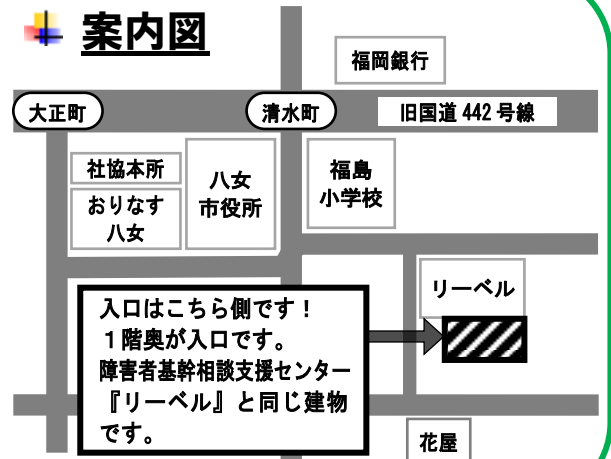 案内図
福岡銀行
大正町
清水町
旧国道442号線
社協本所
おりなす
八女
八女
市役所
福島
小学校
リーベル
入口はこちら側です！
１階奥が入口です。
障害者基幹相談支援センター
『リーベル』と同じ建物
です。
花屋